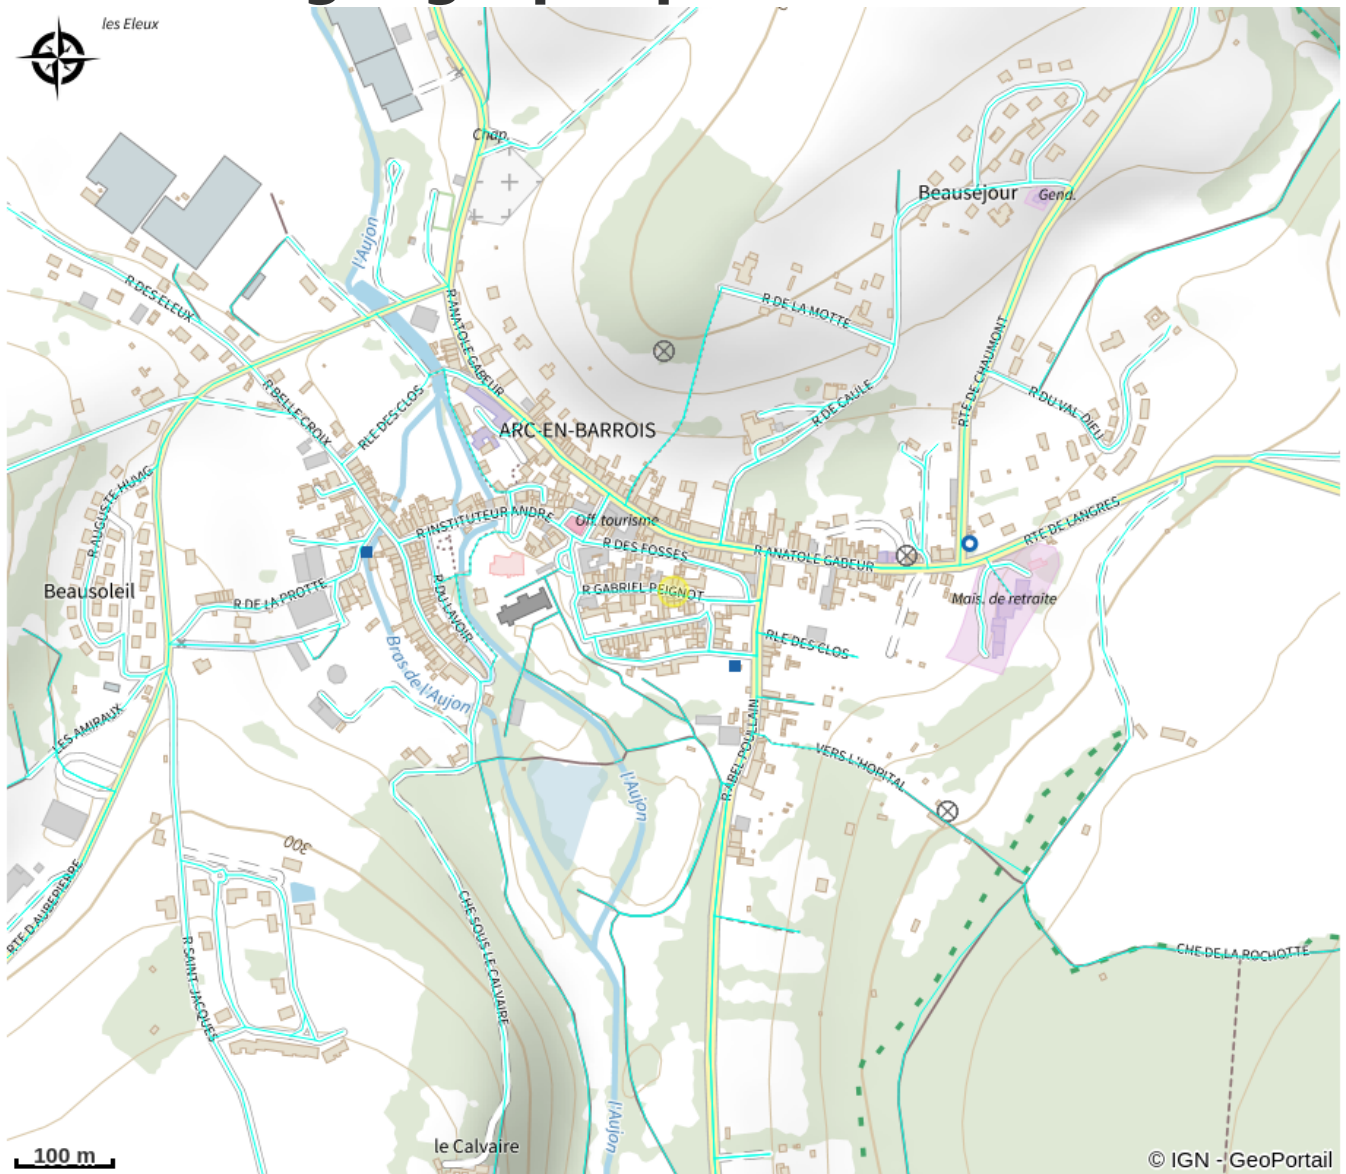 les Eleux
Chap.
Beauséjour
Gend.
l'Aujon
R DES ELEUX
R ANATOLE GABEUR
R DE LA MOTTE
RTE DE CHAUMONT
R BELLE CROIX
RLE DES CLOS
R DE CAULE
R DU VAL DIEU
ARC-EN-BARROIS
R AUGUSTE HUMG
R INSTITUTEUR ANDRE
Off. tourisme
RTE DE LANGRES
R DES FOSSES
R ANATOLE GABEUR
Beausoleil
R DE LA PROTTE
R DU LAVOIR
R GABRIEL PEIGNOT
Mais. de retraite
RLE DES CLOS
Bras de l'Aujon
LES AMIRAUX
R ABEL POULLAIN
VERS L'HOPITAL
l'Aujon
300
RTE D AUBEPIERRE
CHE SOUS LE CALVAIRE
R SAINT-JACQUES
CHE DE LA ROCHOTTE
l'Aujon
le Calvaire
100 m
© IGN - GeoPortail